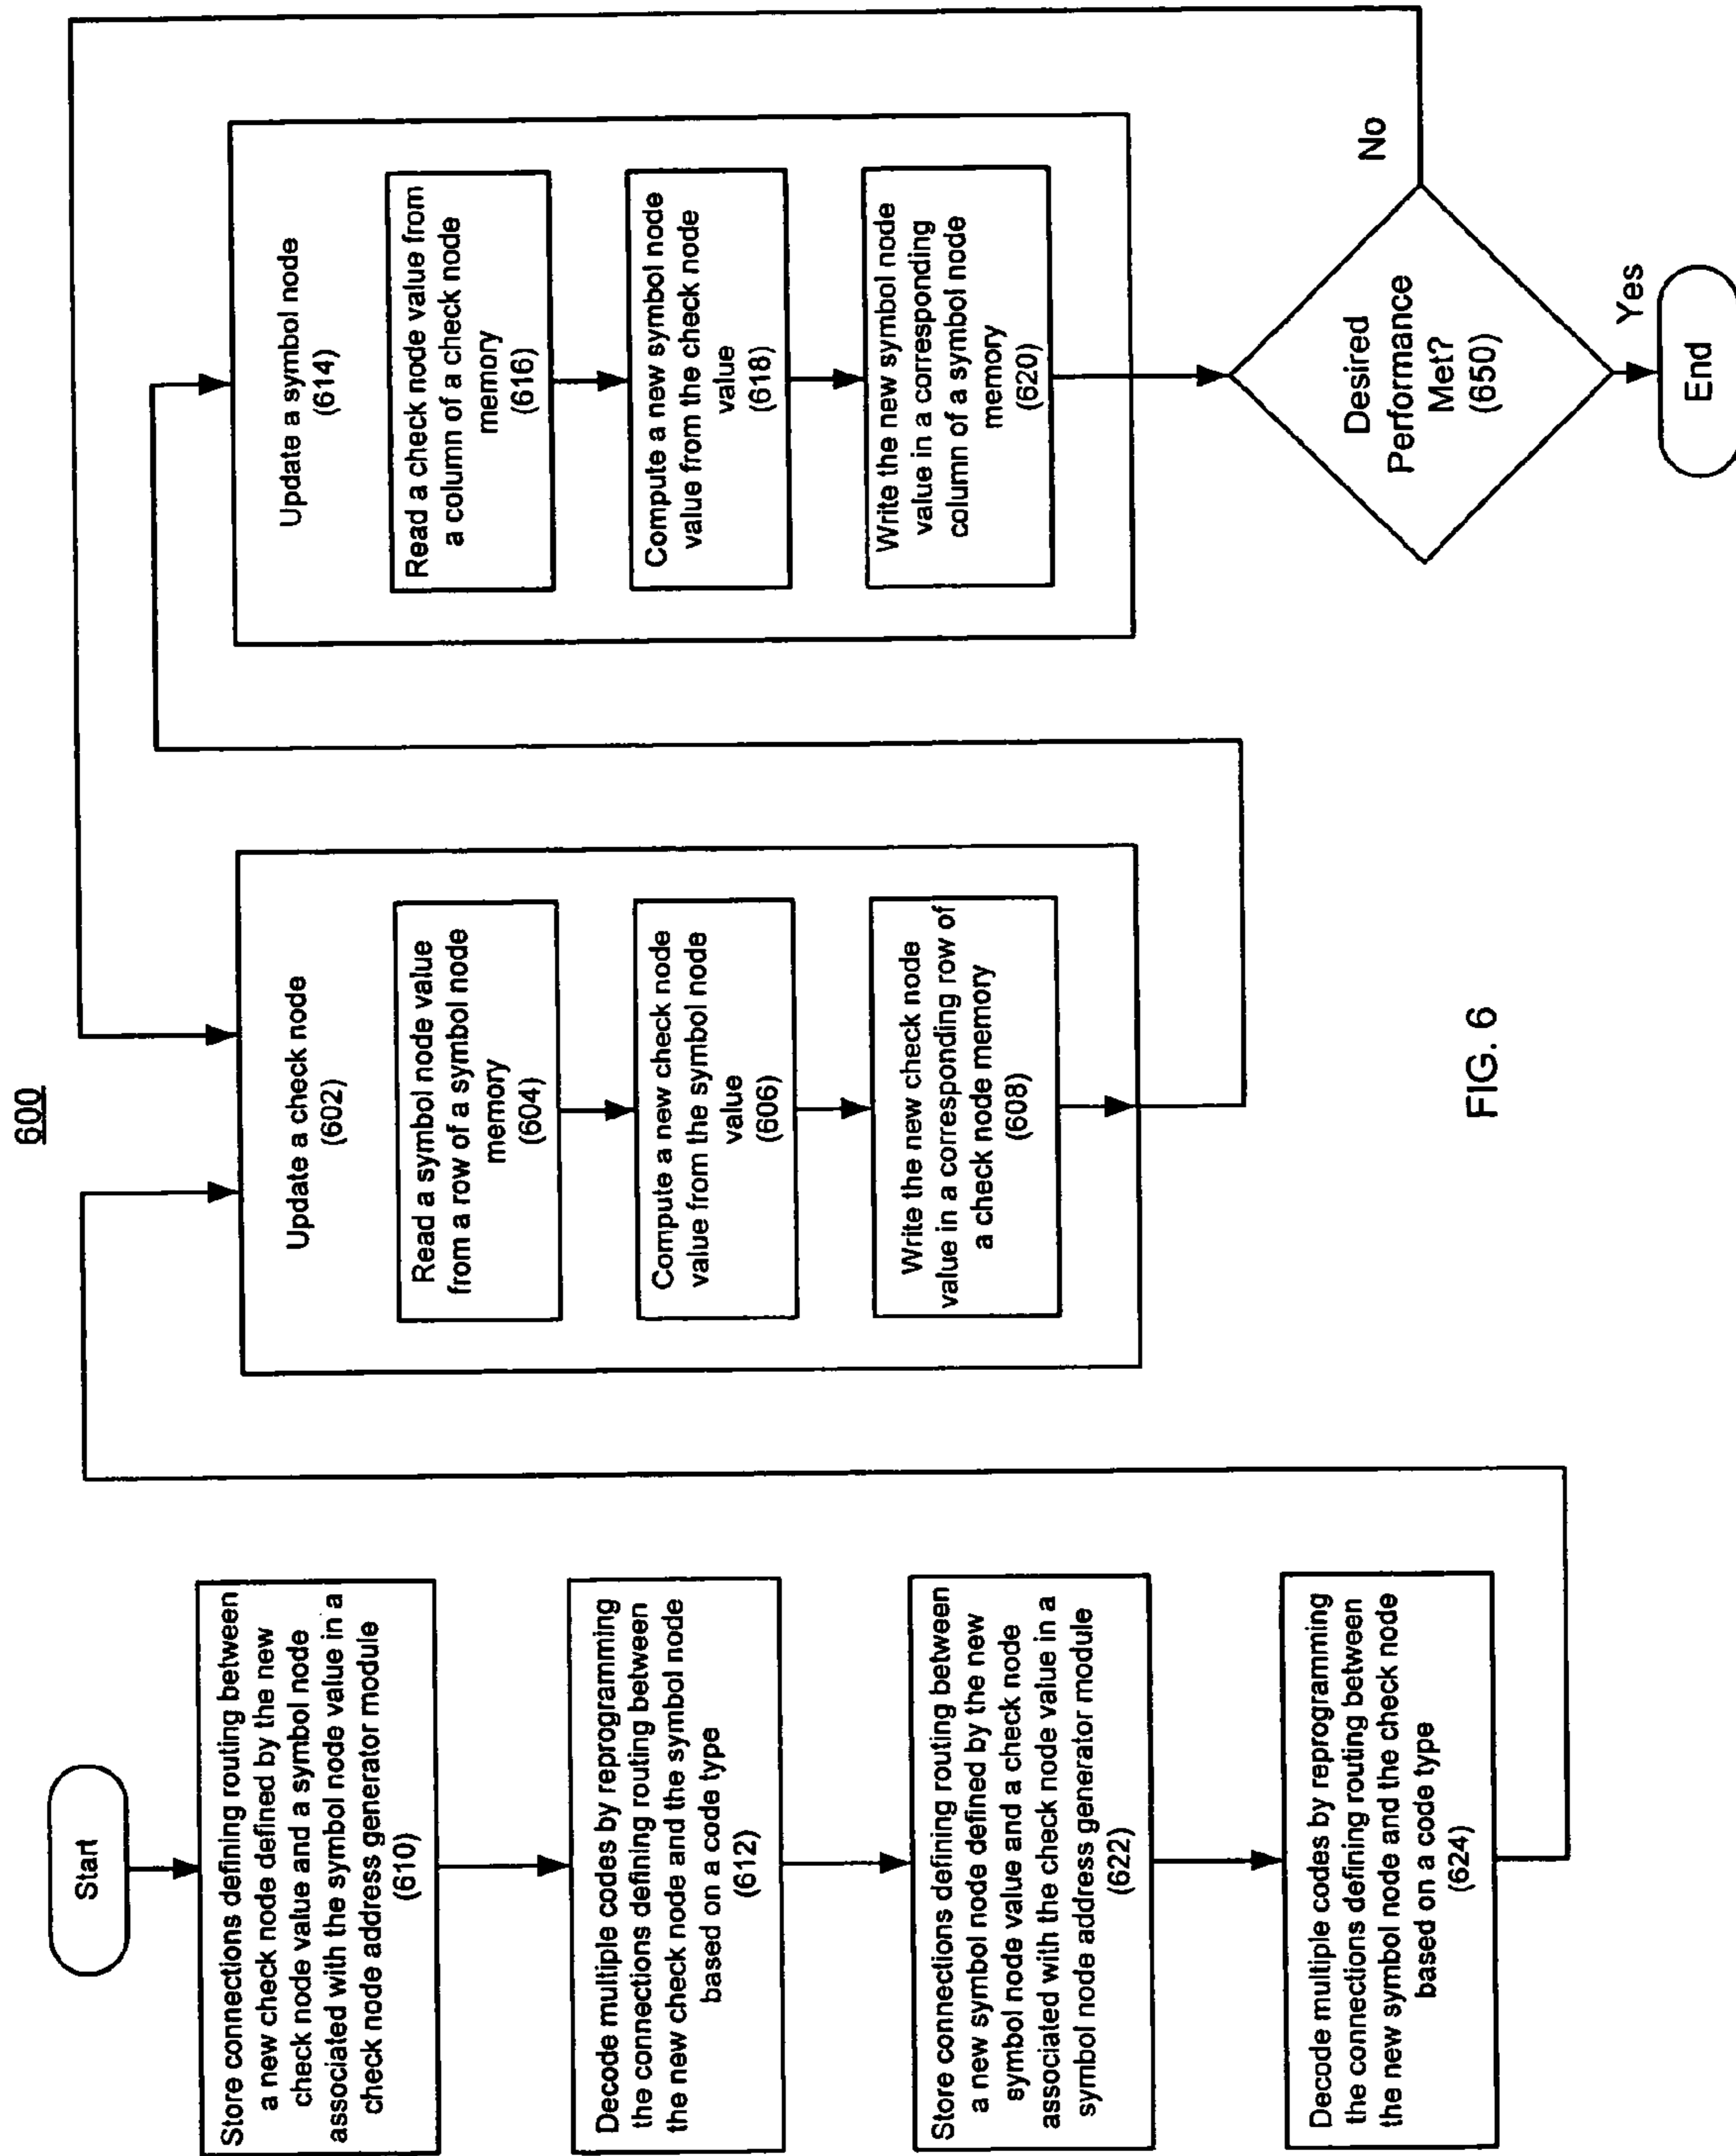 600
Start
Store connections defining routing between
a new check node defined by the new
check node value and a symbol node
associated with the symbol node value in a
check node address generator module
(610)
Decode multiple codes by reprogramming
the connections defining routing between
the new check node and the symbol node
based on a code type
(612)
Store connections defining routing between
a new symbol node defined by the new
symbol node value and a check node
associated with the check node value in a
symbol node address generator module
(622)
Decode multiple codes by reprogramming
the connections defining routing between
the new symbol node and the check node
based on a code type
(624)
Update a check node
(602)
Read a symbol node value
from a row of a symbol node
memory
(604)
Compute a new check node
value from the symbol node
value
(606)
Write the new check node
value in a corresponding row of
a check node memory
(608)
Update a symbol node
(614)
Read a check node value from
a column of a check node
memory
(616)
Compute a new symbol node
value from the check node
value
(618)
Write the new symbol node
value in a corresponding
column of a symbol node
memory
(620)
Desired
Performance
Met?
(650)
No
Yes
End
FIG. 6